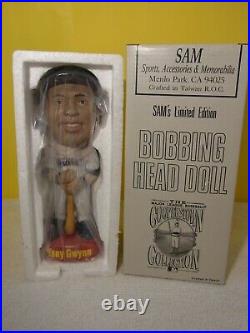 SAM
Sports, Accessories & Memorabilia
Menlo Park, CA 94025
Crafted in Taiwan R.O.C.
SAM's Limited Edition
BOBBING
HEAD DOLL
THE
COOPERSTOWN
COLLECTION
Tony Gwynn